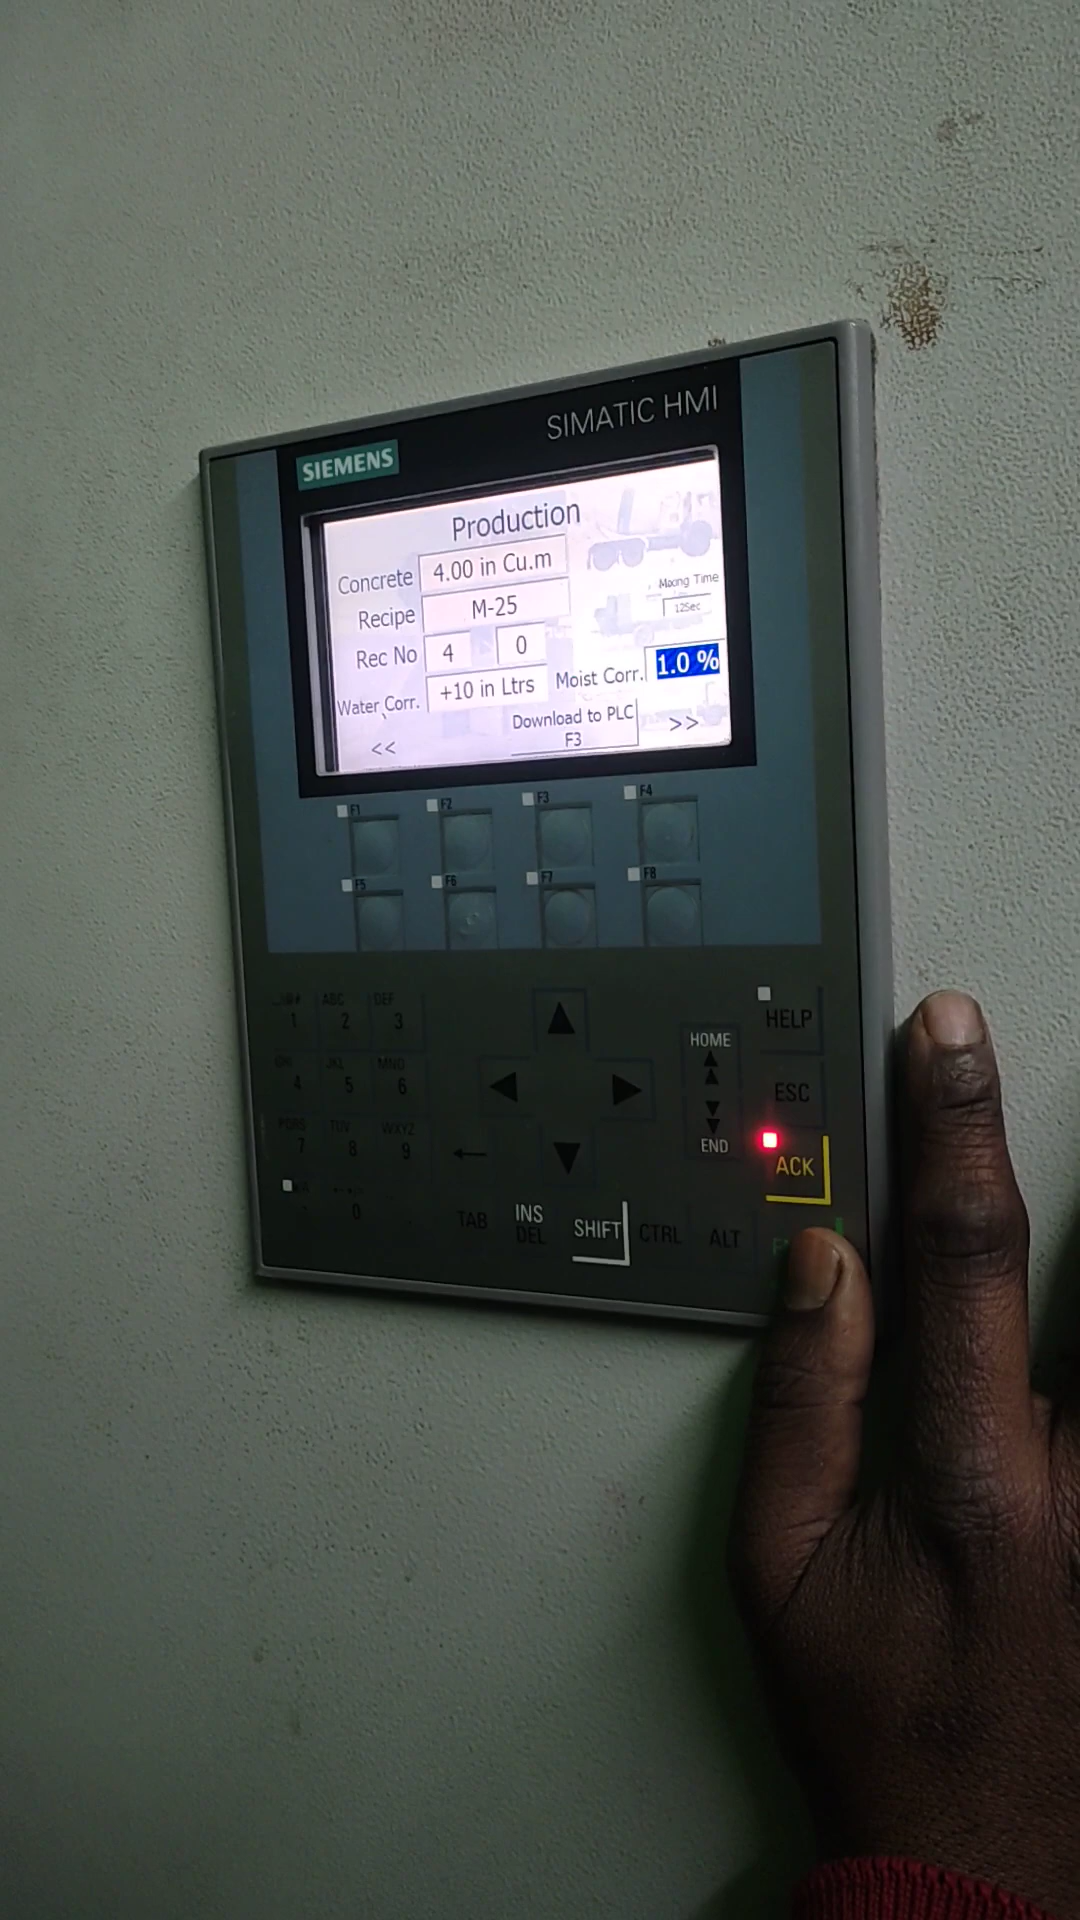 SIEMENS
SIMATIC HMI
Production
Concrete 4.00 in Cu.m
Mixing Time
Recipe M-25
12Sec
Rec No 4 0
Water Corr. +10 in Ltrs Moist Corr. 1.0 %
<< Download to PLC >>
F3
F1 F2 F3 F4
F5 F6 F7 F8
ABC DEF
1 2 3
GHI JKL MNO
4 5 6
PQRS TUV WXYZ
7 8 9
0
HELP
HOME
ESC
END
ACK
TAB INS DEL SHIFT CTRL ALT